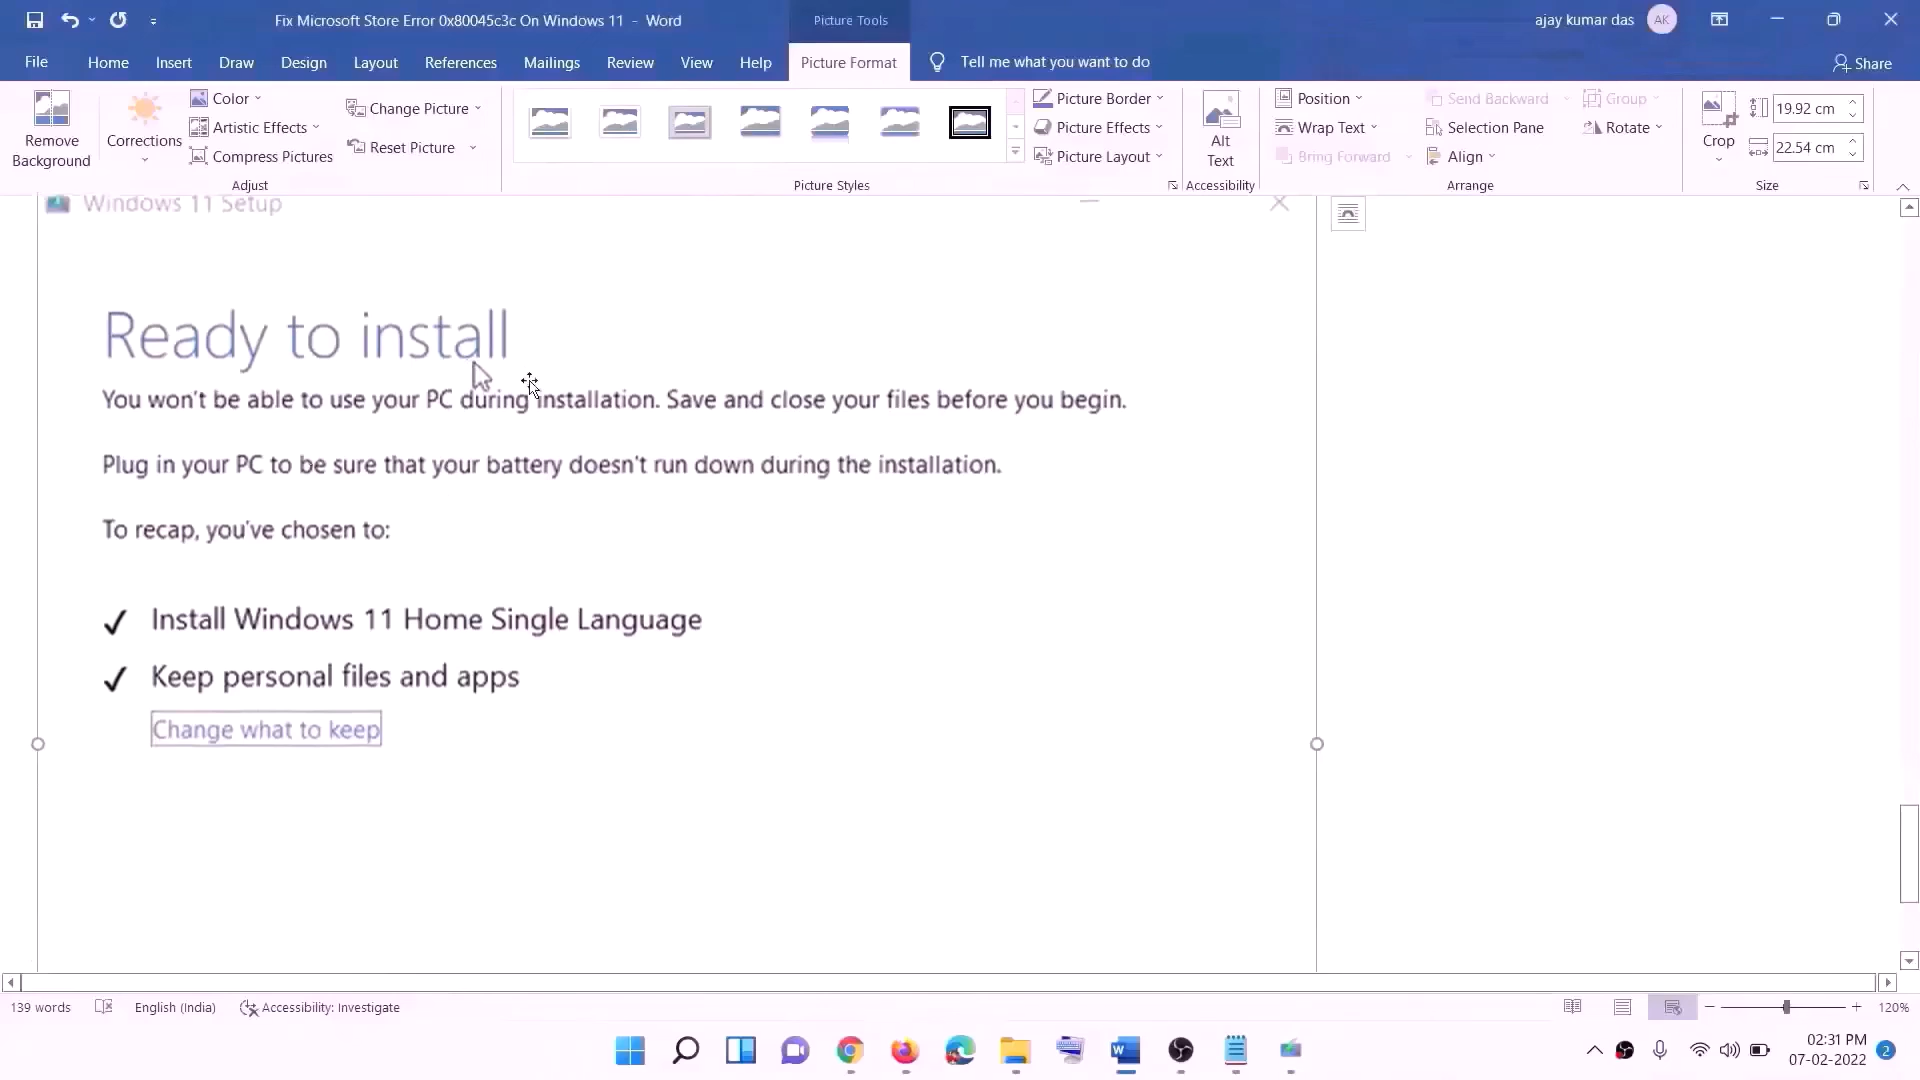 Fix Microsoft Store Error 0x80045c3c On Windows 11 - Word
Picture Tools
ajay kumar das
AK
File
Home
Insert
Draw
Design
Layout
References
Mailings
Review
View
Help
Picture Format
Tell me what you want to do
Share
Remove Background
Corrections
Color
Artistic Effects
Compress Pictures
Change Picture
Reset Picture
Adjust
Picture Styles
Picture Border
Picture Effects
Picture Layout
Alt Text
Accessibility
Position
Wrap Text
Bring Forward
Send Backward
Selection Pane
Align
Group
Rotate
Arrange
Crop
19.92 cm
22.54 cm
Size
Windows 11 Setup
Ready to install
You won't be able to use your PC during installation. Save and close your files before you begin.
Plug in your PC to be sure that your battery doesn't run down during the installation.
To recap, you've chosen to:
✓ Install Windows 11 Home Single Language
✓ Keep personal files and apps
Change what to keep
139 words
English (India)
Accessibility: Investigate
120%
02:31 PM
07-02-2022
2